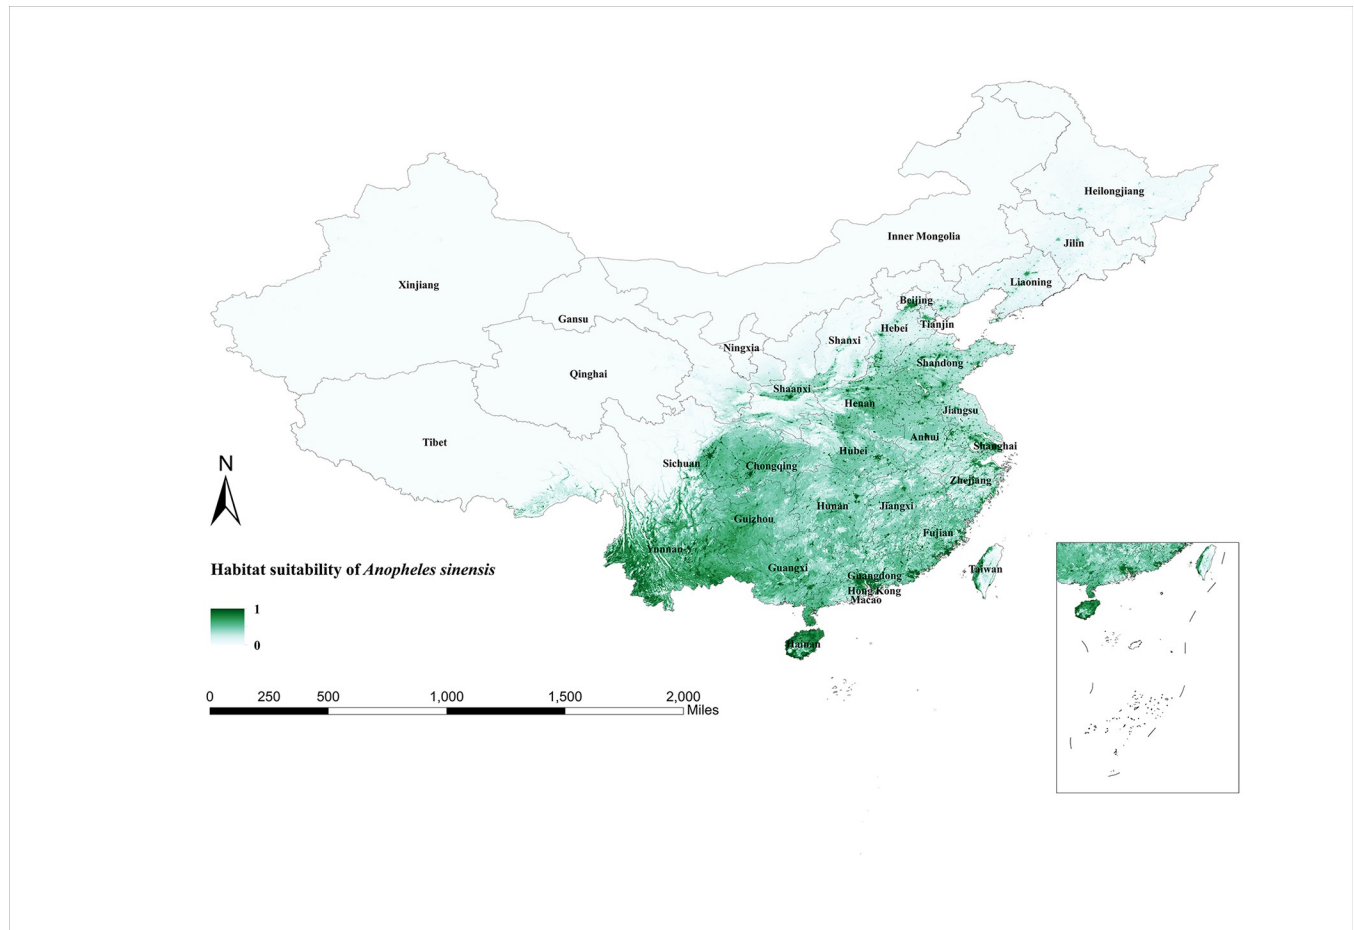 Heilongjiang
Inner Mongolia
Jilin
Xinjiang
Liaoning
Beijing
Gansu
Hebei
Tianjin
Shanxi
Ningxia
Shandong
Qinghai
Shaanxi
Henan
Jiangsu
Tibet
Anhui
Shanghai
Hubei
Sichuan
Chongqing
Zhejiang
Hunan
Jiangxi
Guizhou
Fujian
Yunnan
Guangxi
Taiwan
Guangdong
Hong Kong
Macao
Hainan
N
Habitat suitability of Anopheles sinensis
1
0
0 250 500 1,000 1,500 2,000
Miles